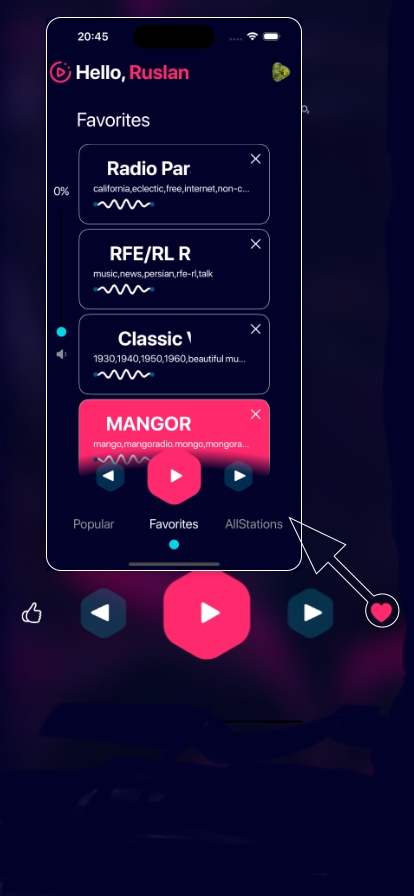 20:45
Hello, Ruslan
Favorites
0%
Radio Par
california,eclectic,free,internet,non-c...
RFE/RL R
music,news,persian,rfe-rl,talk
Classic
1930,1940,1950,1960,beautiful mu...
MANGOR
mango,mangoradio.mongo,mongora...
Popular
Favorites
AllStations